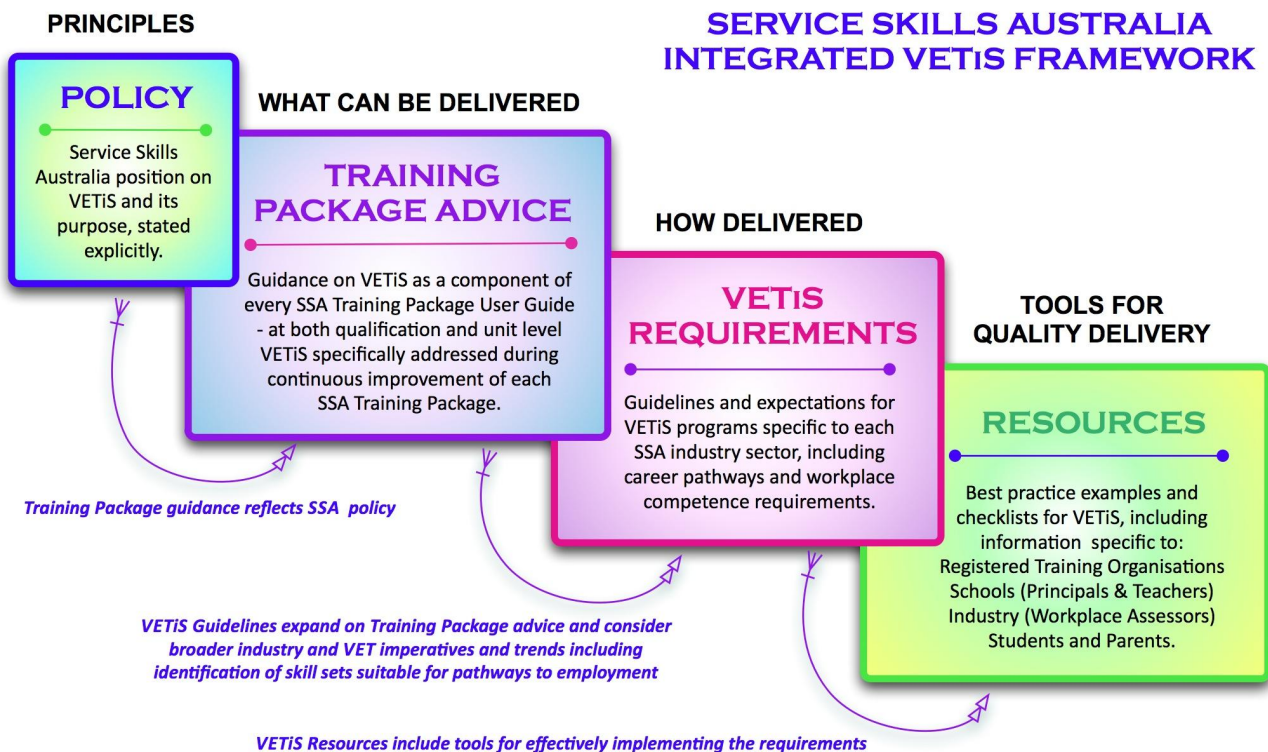 SERVICE SKILLS AUSTRALIA
INTEGRATED VETiS FRAMEWORK
PRINCIPLES
POLICY
Service Skills
Australia position on
VETiS and its
purpose, stated
explicitly.
WHAT CAN BE DELIVERED
TRAINING
PACKAGE ADVICE
Guidance on VETiS as a component of
every SSA Training Package User Guide
- at both qualification and unit level
VETiS specifically addressed during
continuous improvement of each
SSA Training Package.
HOW DELIVERED
VETiS
REQUIREMENTS
Guidelines and expectations for
VETiS programs specific to each
SSA industry sector, including
career pathways and workplace
competence requirements.
TOOLS FOR
QUALITY DELIVERY
RESOURCES
Best practice examples and
checklists for VETiS, including
information specific to:
Registered Training Organisations
Schools (Principals & Teachers)
Industry (Workplace Assessors)
Students and Parents.
Training Package guidance reflects SSA policy
VETiS Guidelines expand on Training Package advice and consider
broader industry and VET imperatives and trends including
identification of skill sets suitable for pathways to employment
VETiS Resources include tools for effectively implementing the requirements